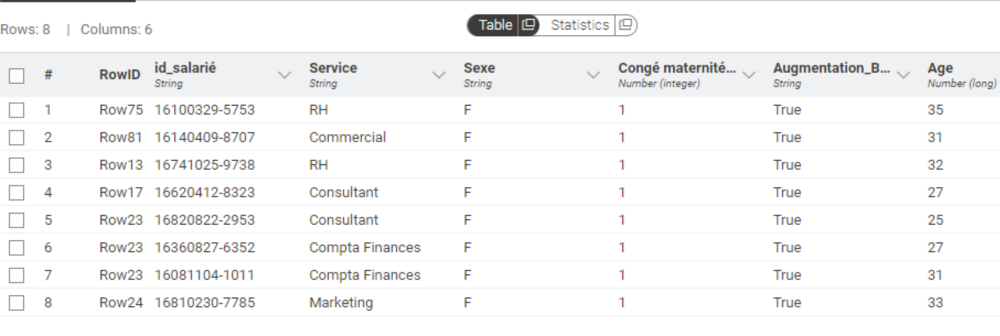 Rows: 8 | Columns: 6 Table Statistics
# RowID id_salarié Service Sexe Congé maternité... Augmentation_B... Age
String String String Number (integer) String Number (long)
1 Row75 16100329-5753 RH F 1 True 35
2 Row81 16140409-8707 Commercial F 1 True 31
3 Row13 16741025-9738 RH F 1 True 32
4 Row17 16620412-8323 Consultant F 1 True 27
5 Row23 16820822-2953 Consultant F 1 True 25
6 Row23 16360827-6352 Compta Finances F 1 True 27
7 Row23 16081104-1011 Compta Finances F 1 True 31
8 Row24 16810230-7785 Marketing F 1 True 33